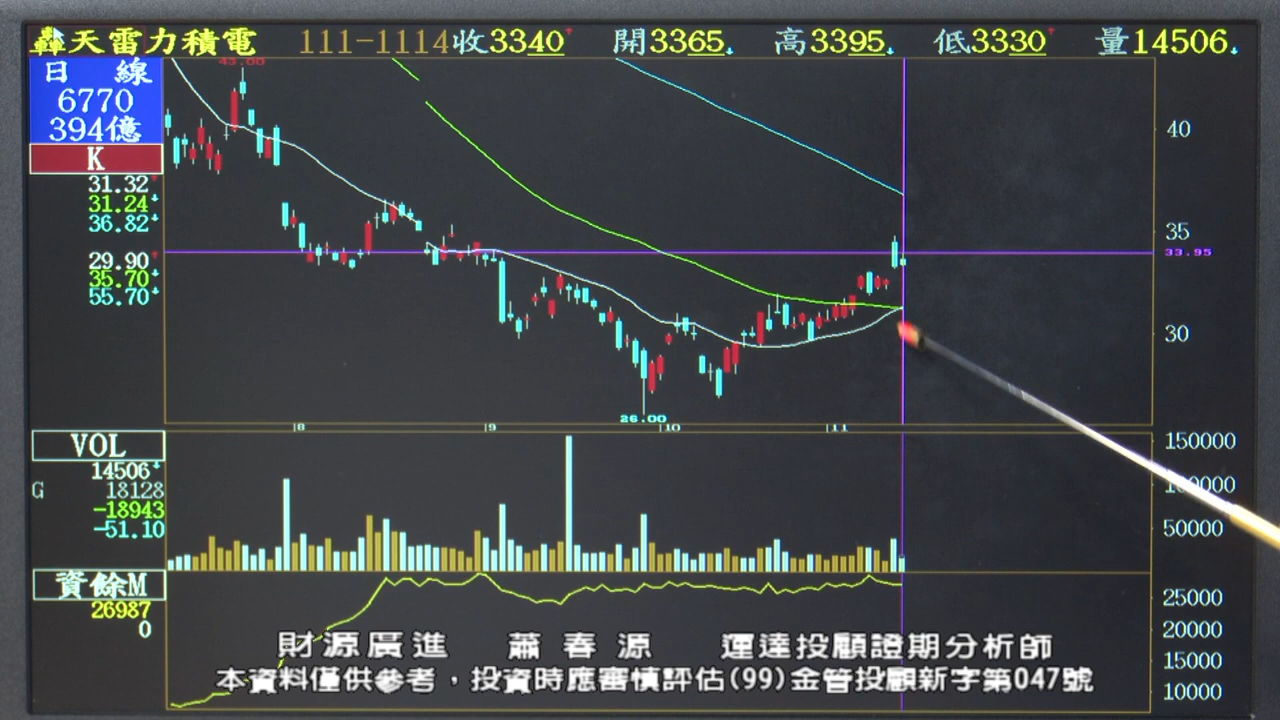 轟天雷力積電 111-1114收3340 開3365 高3395 低3330 量14506
日 線
6770
394億
K
31.32
31.24
36.82
29.90
35.70
55.70
43.00
40
35
33.95
30
26.00
8 9 10 11
VOL
14506
G 18128
-18943
-51.10
150000
50000
資餘M
26987
0
25000
20000
15000
10000
財源廣進 蕭春源 運達投顧證期分析師
本資料僅供參考，投資時應審慎評估(99)金管投顧新字第047號